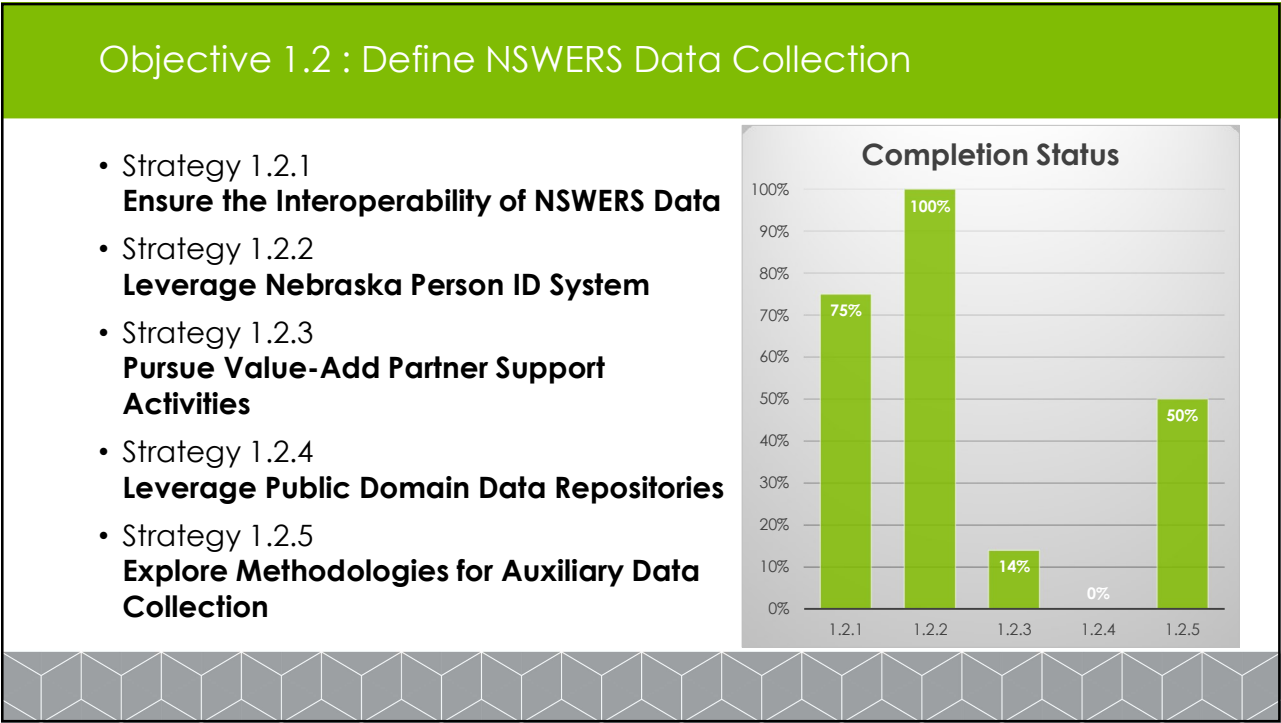 Objective 1.2 : Define NSWERS Data Collection
• Strategy 1.2.1
Ensure the Interoperability of NSWERS Data
• Strategy 1.2.2
Leverage Nebraska Person ID System
• Strategy 1.2.3
Pursue Value-Add Partner Support
Activities
• Strategy 1.2.4
Leverage Public Domain Data Repositories
• Strategy 1.2.5
Explore Methodologies for Auxiliary Data
Collection
Completion Status
100%
90%
80%
70%
60%
50%
40%
30%
20%
10%
0%
75%
100%
14%
0%
50%
1.2.1 1.2.2 1.2.3 1.2.4 1.2.5